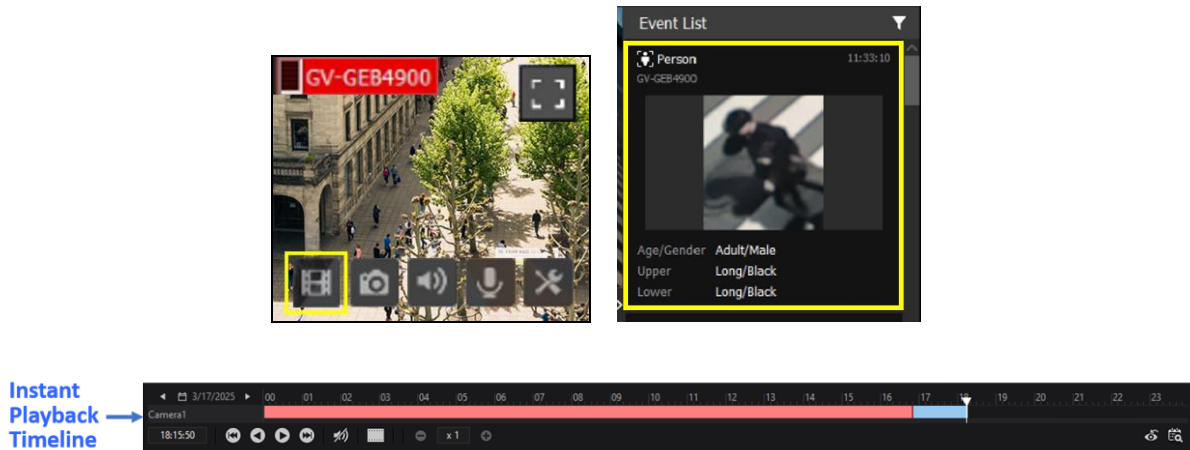 GV-GEB4900
Event List
Person 11:33:10
GV-GEB4900
Age/Gender Adult/Male
Upper Long/Black
Lower Long/Black
Instant
Playback
Timeline
3/17/2025 00 01 02 03 04 05 06 07 08 09 10 11 12 13 14 15 16 17 18 19 20 21 22 23
Camera1
18:15:50 x 1